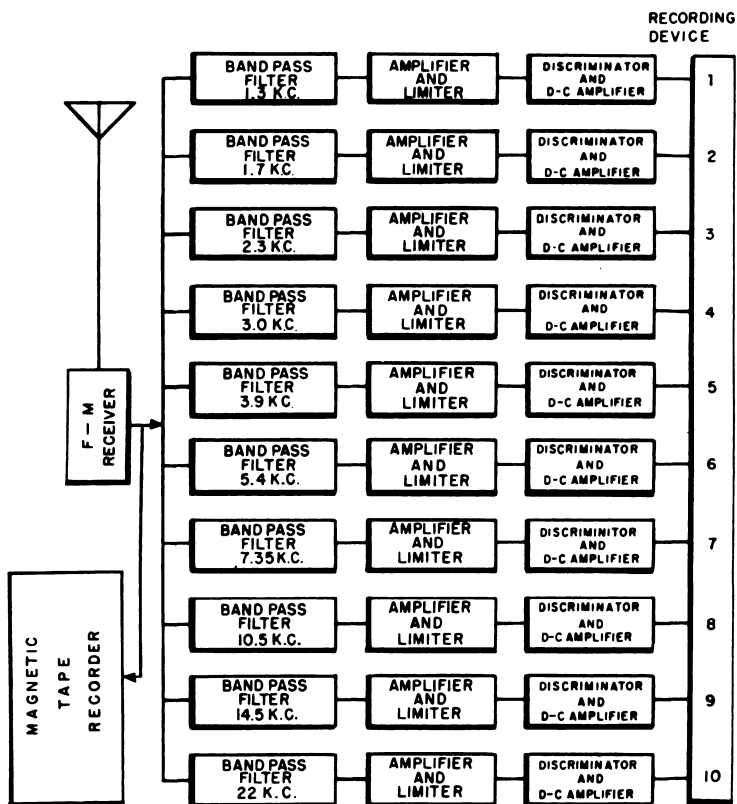 RECORDING
DEVICE
BAND PASS
FILTER
1.3 K.C.
AMPLIFIER
AND
LIMITER
DISCRIMINATOR
AND
D-C AMPLIFIER
1
BAND PASS
FILTER
1.7 K.C.
AMPLIFIER
AND
LIMITER
DISCRIMINATOR
AND
D-C AMPLIFIER
2
BAND PASS
FILTER
2.3 K.C.
AMPLIFIER
AND
LIMITER
DISCRIMINATOR
AND
D-C AMPLIFIER
3
BAND PASS
FILTER
3.0 K.C.
AMPLIFIER
AND
LIMITER
DISCRIMINATOR
AND
D-C AMPLIFIER
4
F-M
RECEIVER
BAND PASS
FILTER
3.9 K.C.
AMPLIFIER
AND
LIMITER
DISCRIMINATOR
AND
D-C AMPLIFIER
5
BAND PASS
FILTER
5.4 K.C.
AMPLIFIER
AND
LIMITER
DISCRIMINATOR
AND
D-C AMPLIFIER
6
BAND PASS
FILTER
7.35 K.C.
AMPLIFIER
AND
LIMITER
DISCRIMINITOR
AND
D-C AMPLIFIER
7
MAGNETIC
TAPE
RECORDER
BAND PASS
FILTER
10.5 K.C.
AMPLIFIER
AND
LIMITER
DISCRIMINATOR
AND
D-C AMPLIFIER
8
BAND PASS
FILTER
14.5 K.C.
AMPLIFIER
AND
LIMITER
DISCRIMINATOR
AND
D-C AMPLIFIER
9
BAND PASS
FILTER
22 K.C.
AMPLIFIER
AND
LIMITER
DISCRIMINATOR
AND
D-C AMPLIFIER
10